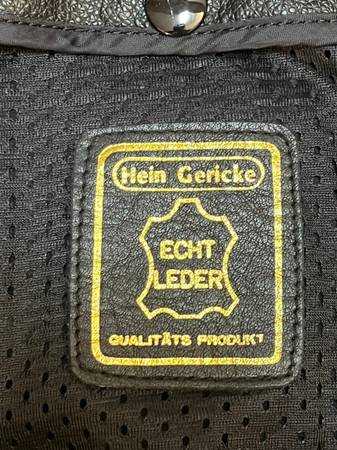 Hein Gericke
ECHT
LEDER
QUALITÄTS PRODUKT